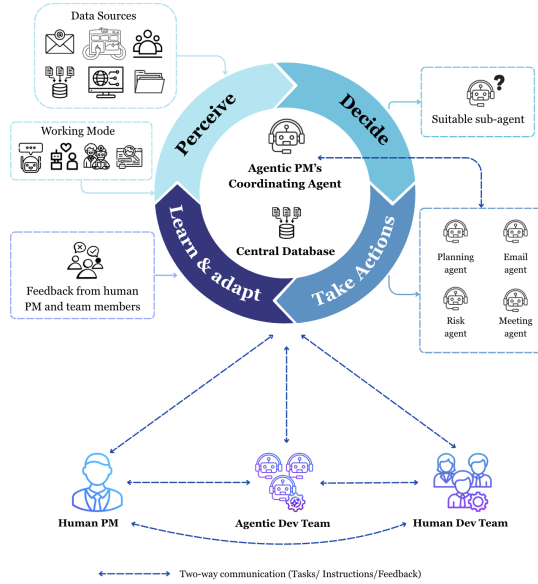 Data Sources
Perceive
Decide
?
Suitable sub-agent
Working Mode
Agentic PM's
Coordinating Agent
Central Database
Learn & adapt
Take Actions
Feedback from human
PM and team members
Planning
agent
Email
agent
Risk
agent
Meeting
agent
Human PM
Agentic Dev Team
Human Dev Team
Two-way communication (Tasks/ Instructions/Feedback)